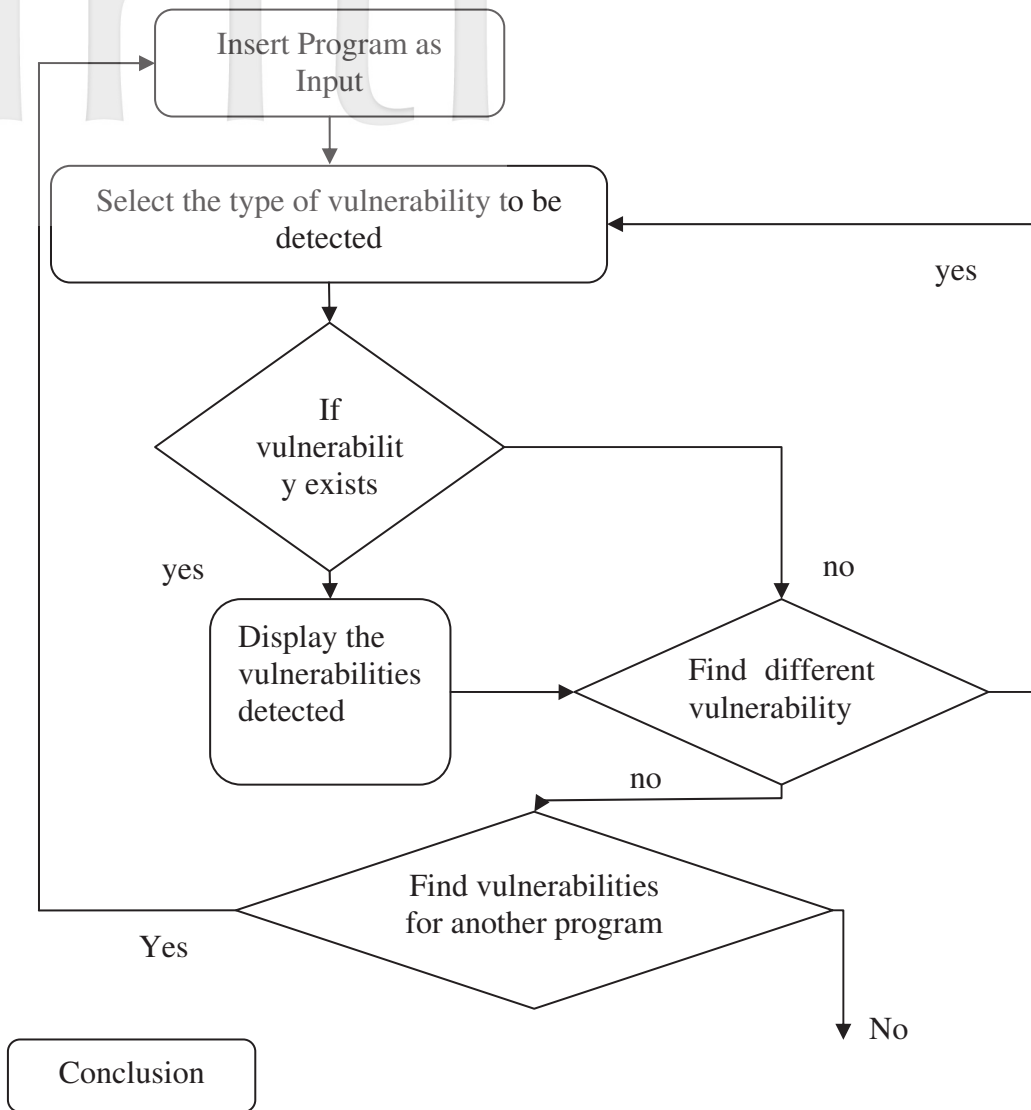 Insert Program as
Input
Select the type of vulnerability to be
detected
yes
If
vulnerabilit
y exists
yes
no
Display the
vulnerabilities
detected
Find different
vulnerability
no
Find vulnerabilities
for another program
Yes
No
Conclusion